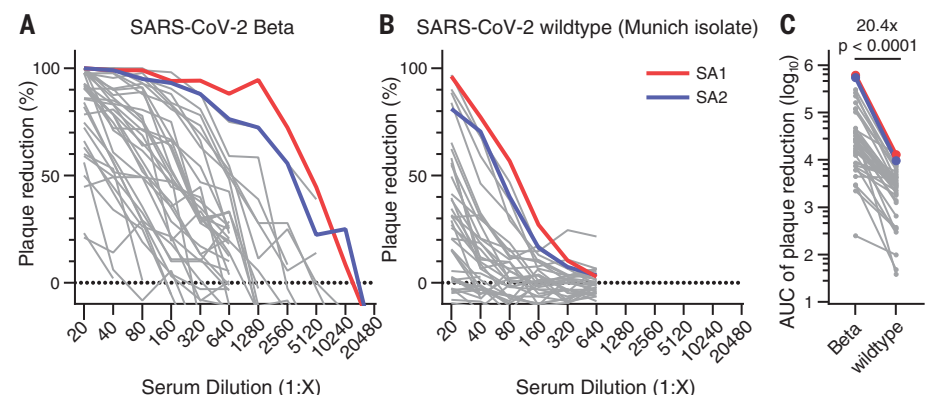 A
SARS-CoV-2 Beta
Plaque reduction (%)
100
50
0
20
40
80
160
320
640
1280
2560
5120
10240
20480
Serum Dilution (1:X)
B
SARS-CoV-2 wildtype (Munich isolate)
Plaque reduction (%)
100
50
0
SA1
SA2
20
40
80
160
320
640
1280
2560
5120
10240
20480
Serum Dilution (1:X)
C
20.4x
p < 0.0001
AUC of plaque reduction (log₁₀)
6
5
4
3
2
1
Beta
wildtype